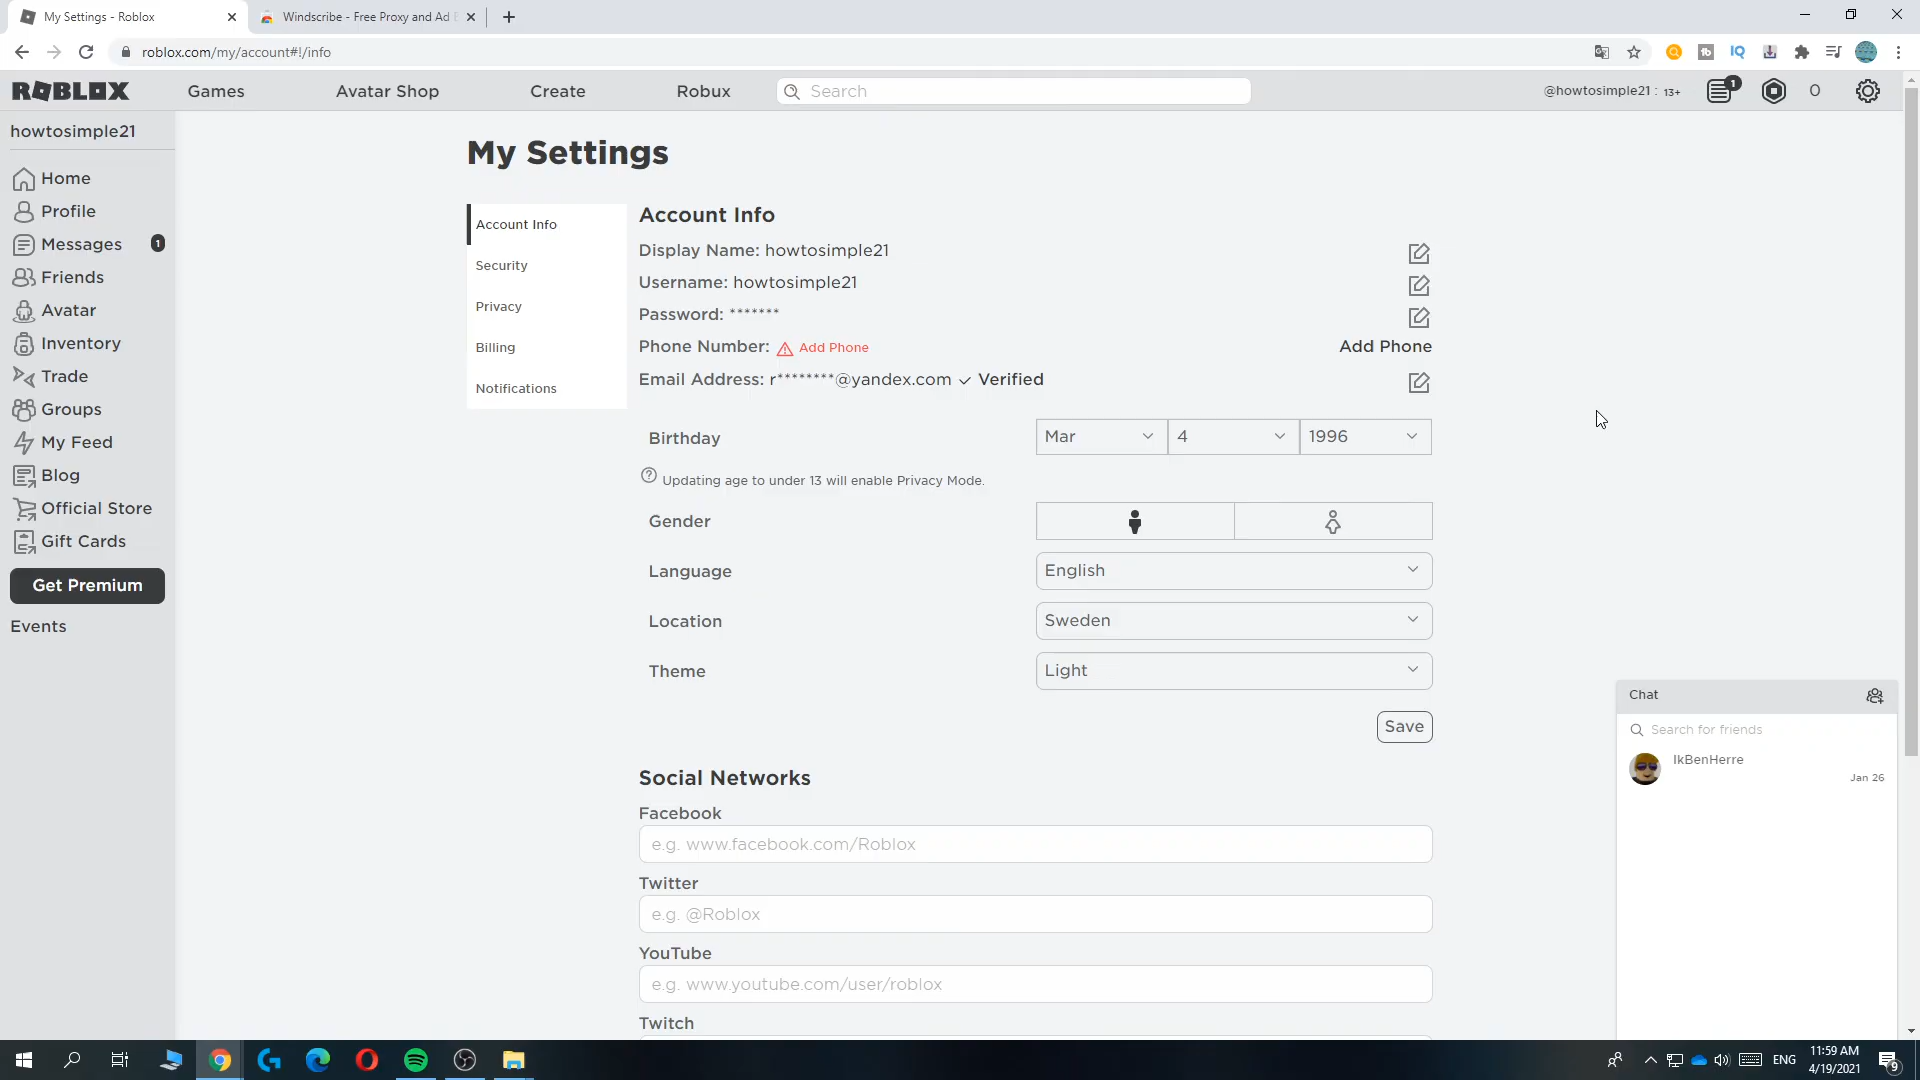 My Settings - Roblox
Windscribe - Free Proxy and Ad
roblox.com/my/account#!/info
ROBLOX
Games
Avatar Shop
Create
Robux
Search
@howtosimple21 : 13+
1
0
howtosimple21
Home
Profile
Messages
1
Friends
Avatar
Inventory
Trade
Groups
My Feed
Blog
Official Store
Gift Cards
Get Premium
Events
My Settings
Account Info
Security
Privacy
Billing
Notifications
Account Info
Display Name: howtosimple21
Username: howtosimple21
Password: *******
Phone Number: Add Phone
Add Phone
Email Address: r********@yandex.com Verified
Birthday
Mar
4
1996
Updating age to under 13 will enable Privacy Mode.
Gender
Language
English
Location
Sweden
Theme
Light
Save
Social Networks
Facebook
e.g. www.facebook.com/Roblox
Twitter
e.g. @Roblox
YouTube
e.g. www.youtube.com/user/roblox
Twitch
Chat
Search for friends
IkBenHerre
Jan 26
ENG
11:59 AM
4/19/2021
9